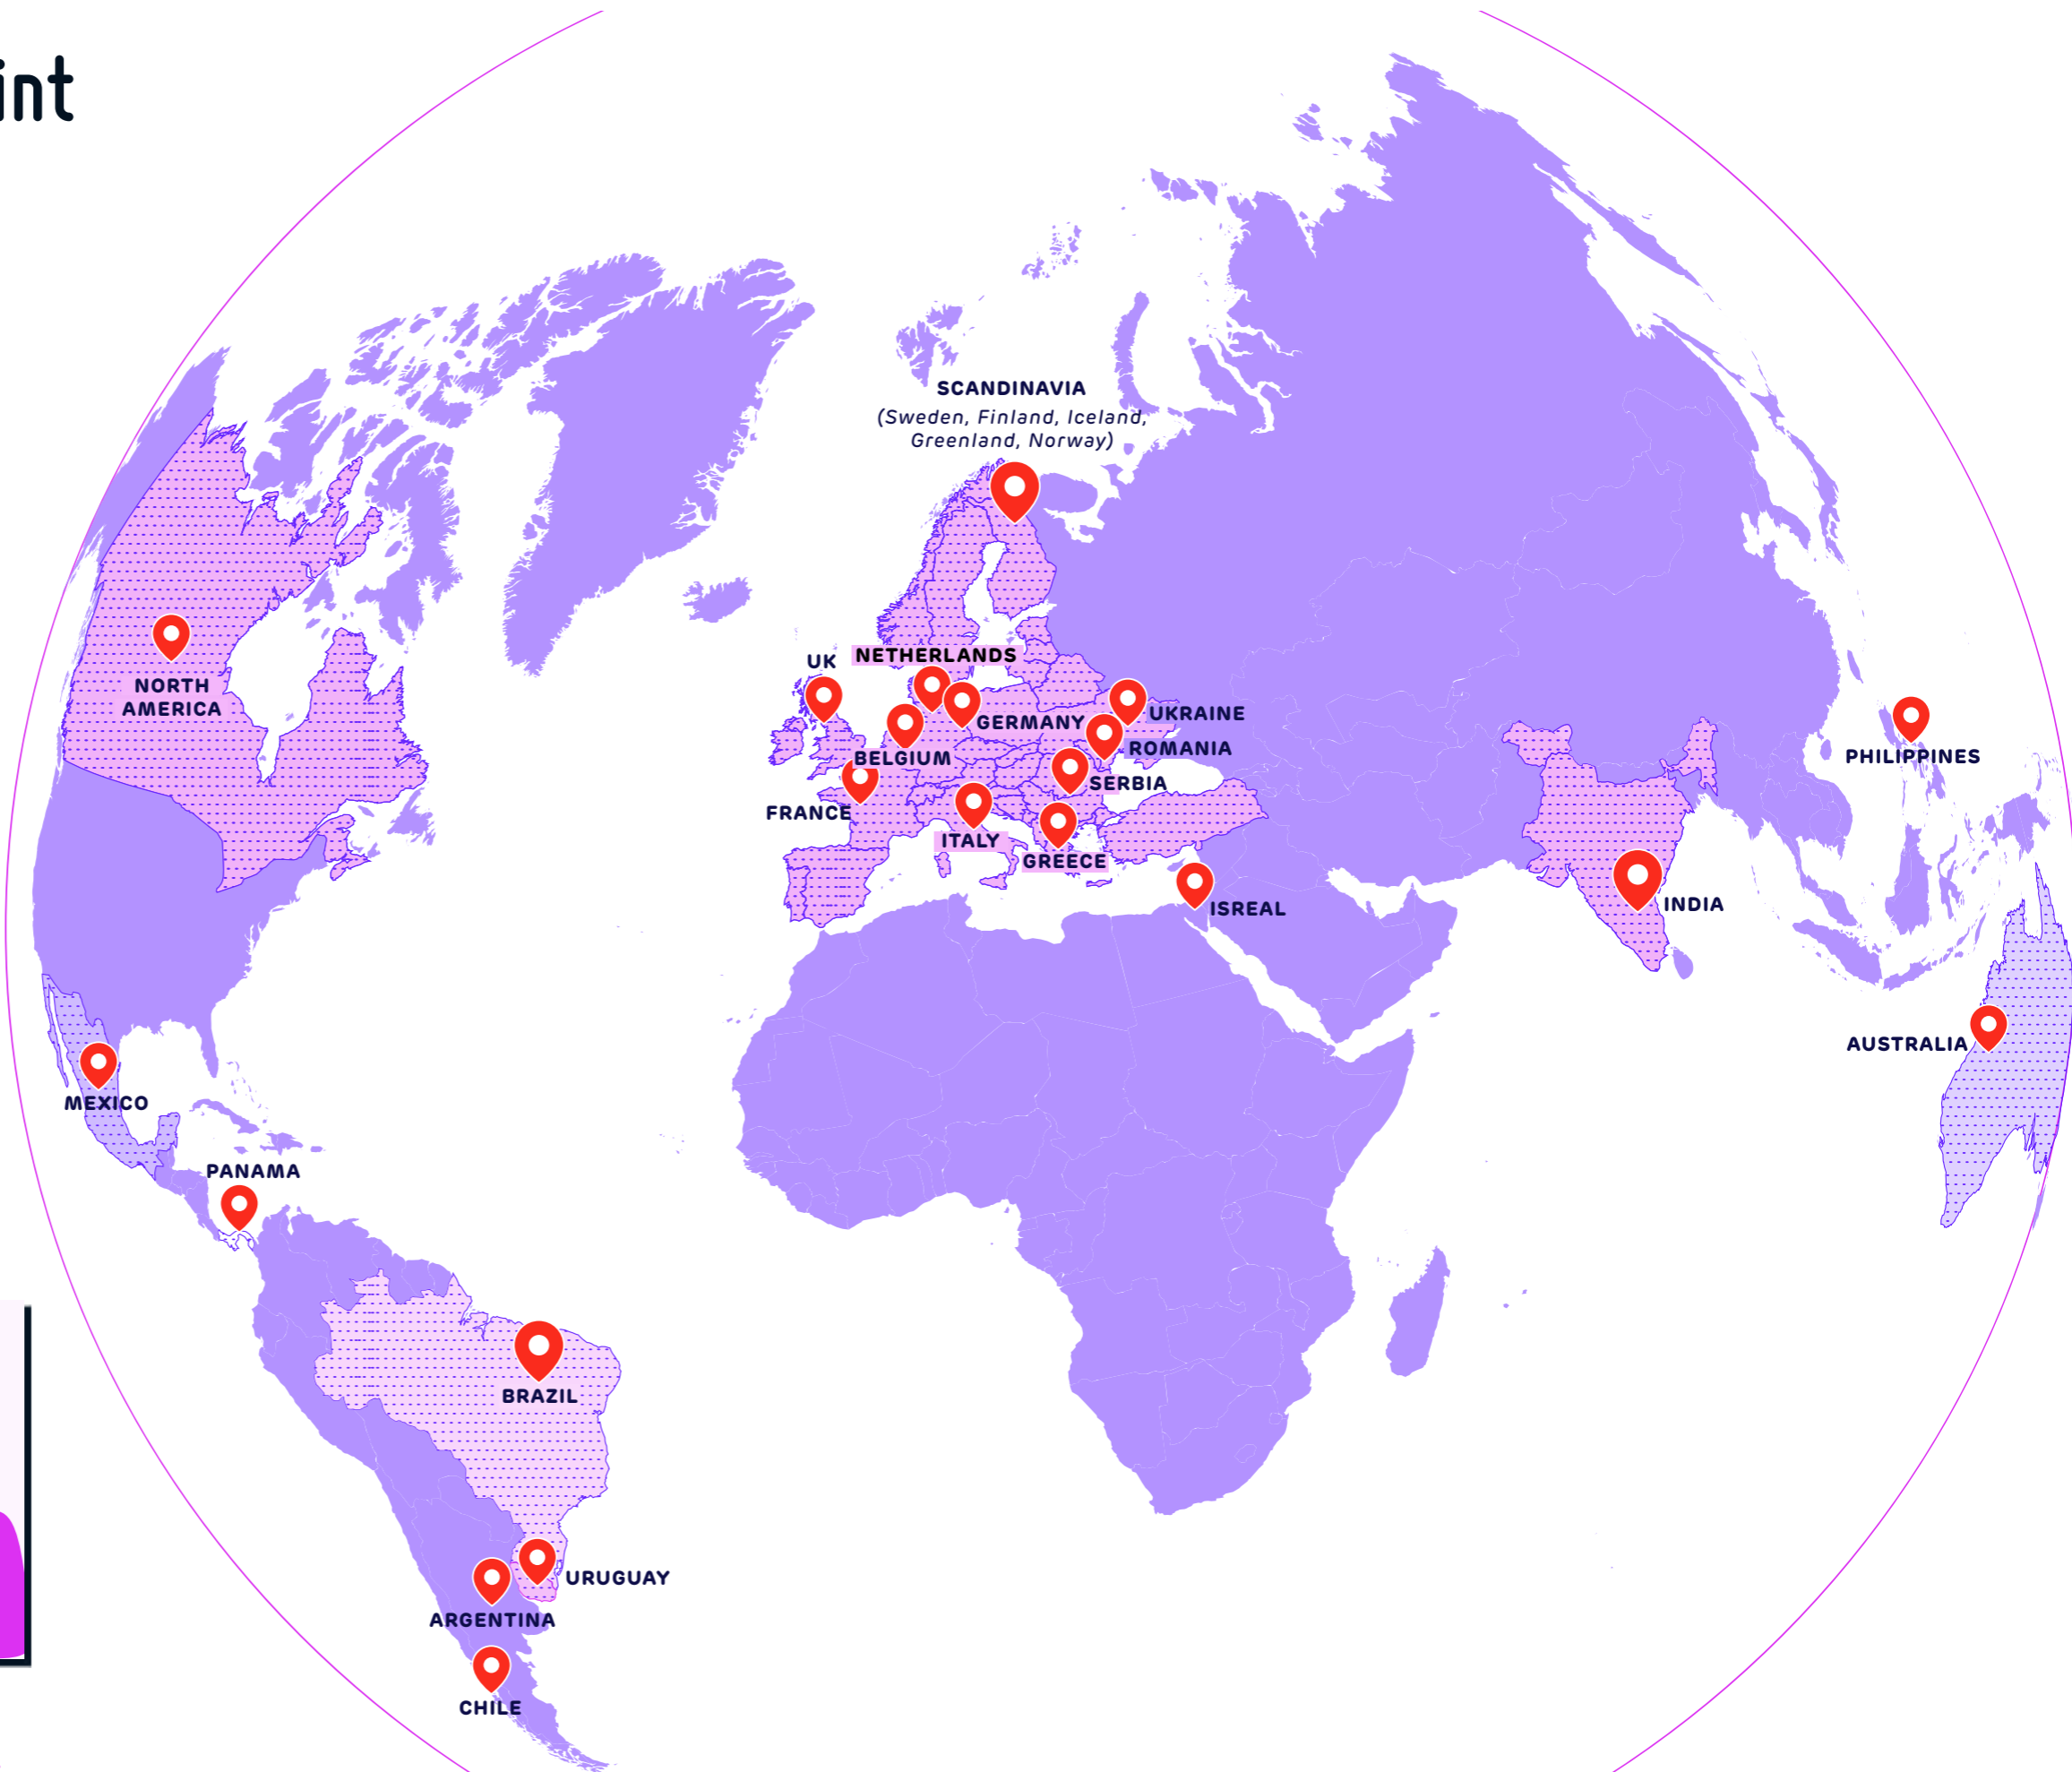 int
SCANDINAVIA
(Sweden, Finland, Iceland,
Greenland, Norway)
UK
NETHERLANDS
NORTH
AMERICA
GERMANY
UKRAINE
ROMANIA
BELGIUM
SERBIA
FRANCE
ITALY
GREECE
ISREAL
INDIA
PHILIPPINES
AUSTRALIA
MEXICO
PANAMA
BRAZIL
URUGUAY
ARGENTINA
CHILE